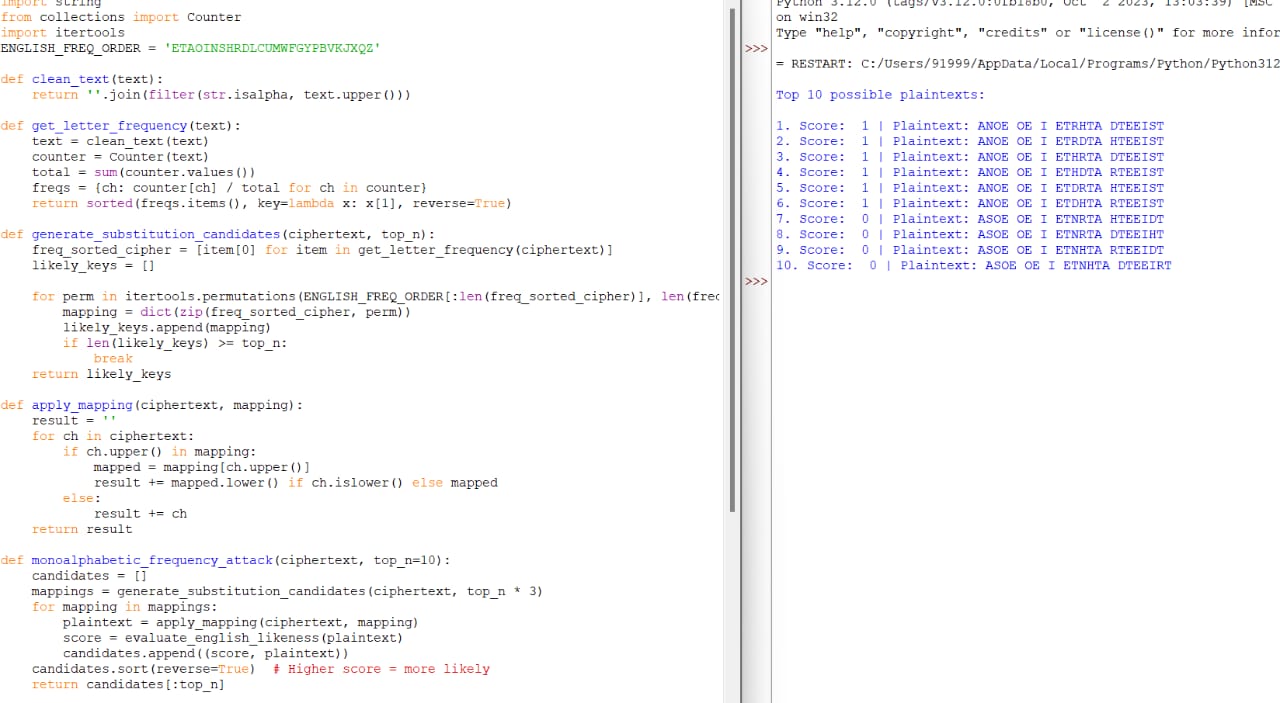 import string
from collections import Counter
import itertools
ENGLISH_FREQ_ORDER = 'ETAOINSHRDLCUMWFGYPBVKJXQZ'

def clean_text(text):
    return ''.join(filter(str.isalpha, text.upper()))

def get_letter_frequency(text):
    text = clean_text(text)
    counter = Counter(text)
    total = sum(counter.values())
    freqs = {ch: counter[ch] / total for ch in counter}
    return sorted(freqs.items(), key=lambda x: x[1], reverse=True)

def generate_substitution_candidates(ciphertext, top_n):
    freq_sorted_cipher = [item[0] for item in get_letter_frequency(ciphertext)]
    likely_keys = []

    for perm in itertools.permutations(ENGLISH_FREQ_ORDER[:len(freq_sorted_cipher)], len(freq
        mapping = dict(zip(freq_sorted_cipher, perm))
        likely_keys.append(mapping)
        if len(likely_keys) >= top_n:
            break
    return likely_keys

def apply_mapping(ciphertext, mapping):
    result = ''
    for ch in ciphertext:
        if ch.upper() in mapping:
            mapped = mapping[ch.upper()]
            result += mapped.lower() if ch.islower() else mapped
        else:
            result += ch
    return result

def monoalphabetic_frequency_attack(ciphertext, top_n=10):
    candidates = []
    mappings = generate_substitution_candidates(ciphertext, top_n * 3)
    for mapping in mappings:
        plaintext = apply_mapping(ciphertext, mapping)
        score = evaluate_english_likeness(plaintext)
        candidates.append((score, plaintext))
    candidates.sort(reverse=True)  # Higher score = more likely
    return candidates[:top_n]
Python 3.12.0 (tags/v3.12.0:0fb18b0, Oct  2 2023, 13:03:39) [MSC
on win32
Type "help", "copyright", "credits" or "license()" for more infor
>>>
= RESTART: C:/Users/91999/AppData/Local/Programs/Python/Python312
Top 10 possible plaintexts:

1. Score:  1 | Plaintext: ANOE OE I ETRHTA DTEEIST
2. Score:  1 | Plaintext: ANOE OE I ETRDTA HTEEIST
3. Score:  1 | Plaintext: ANOE OE I ETHRTA DTEEIST
4. Score:  1 | Plaintext: ANOE OE I ETHDTA RTEEIST
5. Score:  1 | Plaintext: ANOE OE I ETDRTA HTEEIST
6. Score:  1 | Plaintext: ANOE OE I ETDHTA RTEEIST
7. Score:  0 | Plaintext: ASOE OE I ETNRTA HTEEIDT
8. Score:  0 | Plaintext: ASOE OE I ETNRTA DTEEIHT
9. Score:  0 | Plaintext: ASOE OE I ETNHTA RTEEIDT
10. Score:  0 | Plaintext: ASOE OE I ETNHTA DTEEIRT
>>>